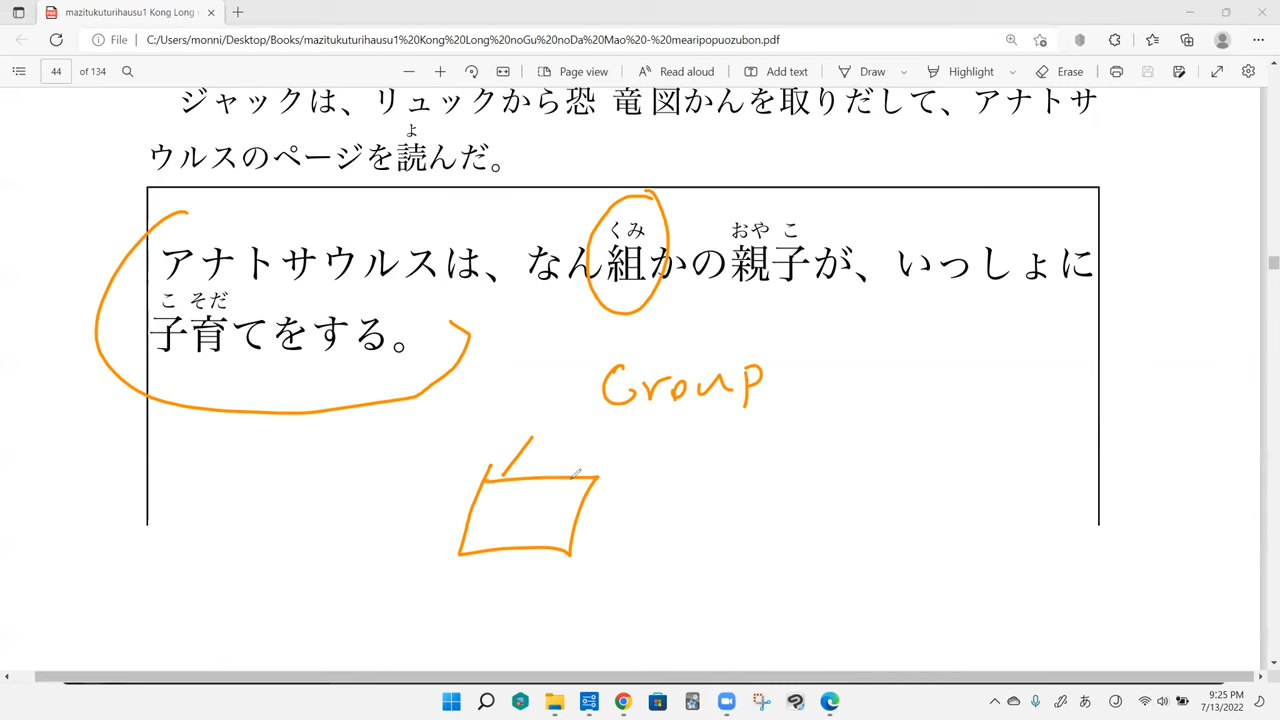 mazitukuturihausu1 Kong Long
File
C:/Users/monni/Desktop/Books/mazitukuturihausu1%20Kong%20Long%20noGu%20noDa%20Mao%20-%20mearipopuozubon.pdf
44 of 134
Page view
Read aloud
Add text
Draw
Highlight
Erase
ジャックは、リュックから恐竜図かんを取りだして、アナトサ
よ
ウルスのページを読んだ。
くみ おや こ
アナトサウルスは、なん組かの親子が、いっしょに
こ そだ
子育てをする。
Group
あ
9:25 PM
7/13/2022